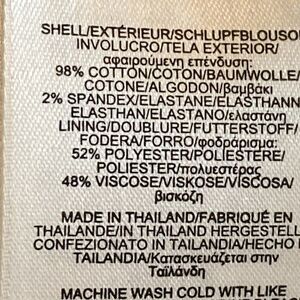 SHELL/EXTÉRIEUR/SCHLUPFBLOUSON
INVOLUCRO/TELA EXTERIOR/
αφαιρούμενη επένδυση:
98% COTTON/COTON/BAUMWOLLE/
COTONE/ALGODON/βαμβάκι
2% SPANDEX/ELASTANE/ELASTHANN
ELASTHAN/ELASTANO/ελαστάνη
LINING/DOUBLURE/FUTTERSTOFF/
FODERA/FORRO/φοδράρισμα:
52% POLYESTER/POLIESTERE/
POLIESTER/πολυεστέρας
48% VISCOSE/VISKOSE/VISCOSA/
βισκόζη
MADE IN THAILAND/FABRIQUÉ EN
THAILANDE/IN THAILAND HERGESTELL
CONFEZIONATO IN TAILANDIA/HECHO E
TAILANDIA/Κατασκευάζεται στην
Ταϊλάνδη
MACHINE WASH COLD WITH LIKE